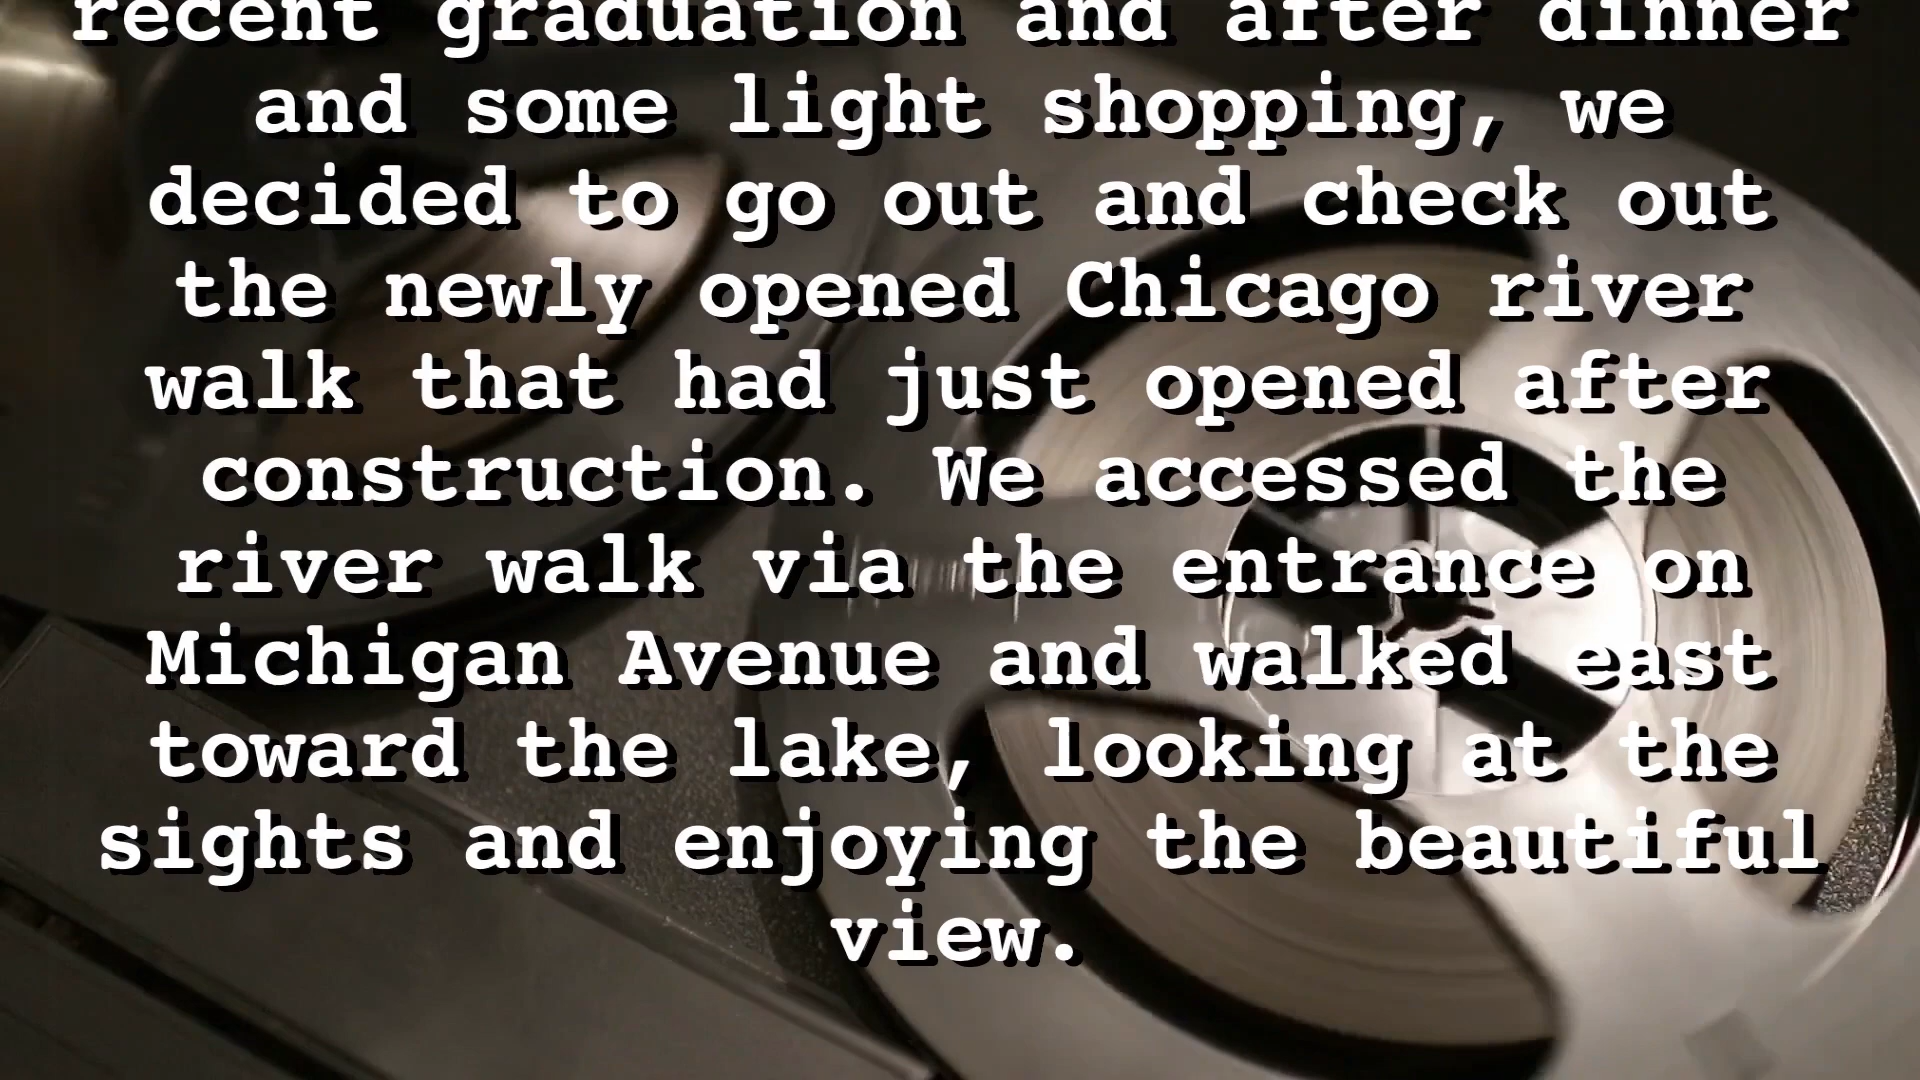 recent graduation and after dinner
and some light shopping, we
decided to go out and check out
the newly opened Chicago river
walk that had just opened after
construction. We accessed the
river walk via the entrance on
Michigan Avenue and walked east
toward the lake, looking at the
sights and enjoying the beautiful
view.